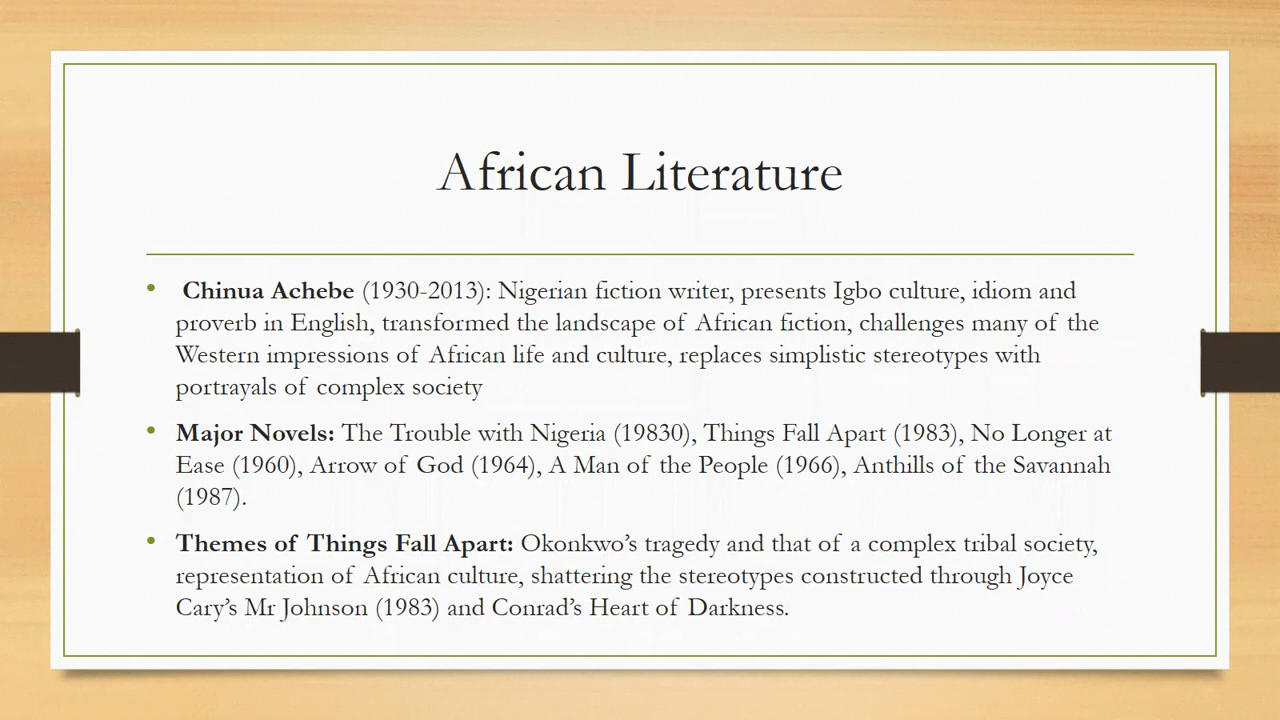 African Literature
• Chinua Achebe (1930-2013): Nigerian fiction writer, presents Igbo culture, idiom and
proverb in English, transformed the landscape of African fiction, challenges many of the
Western impressions of African life and culture, replaces simplistic stereotypes with
portrayals of complex society
• Major Novels: The Trouble with Nigeria (19830), Things Fall Apart (1983), No Longer at
Ease (1960), Arrow of God (1964), A Man of the People (1966), Anthills of the Savannah
(1987).
• Themes of Things Fall Apart: Okonkwo’s tragedy and that of a complex tribal society,
representation of African culture, shattering the stereotypes constructed through Joyce
Cary’s Mr Johnson (1983) and Conrad’s Heart of Darkness.